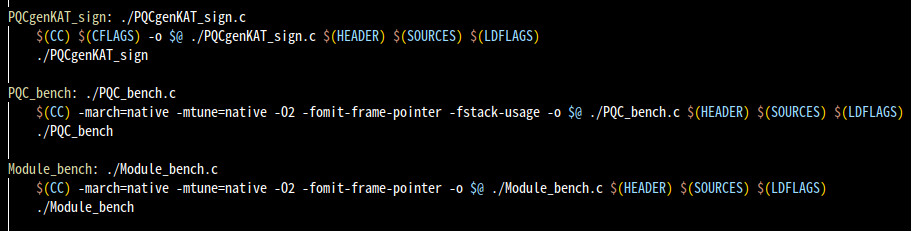 PQCgenKAT_sign: ./PQCgenKAT_sign.c
$(CC) $(CFLAGS) -o $@ ./PQCgenKAT_sign.c $(HEADER) $(SOURCES) $(LDFLAGS)
./PQCgenKAT_sign
PQC_bench: ./PQC_bench.c
$(CC) -march=native -mtune=native -O2 -fomit-frame-pointer -fstack-usage -o $@ ./PQC_bench.c $(HEADER) $(SOURCES) $(LDFLAGS)
./PQC_bench
Module_bench: ./Module_bench.c
$(CC) -march=native -mtune=native -O2 -fomit-frame-pointer -o $@ ./Module_bench.c $(HEADER) $(SOURCES) $(LDFLAGS)
./Module_bench